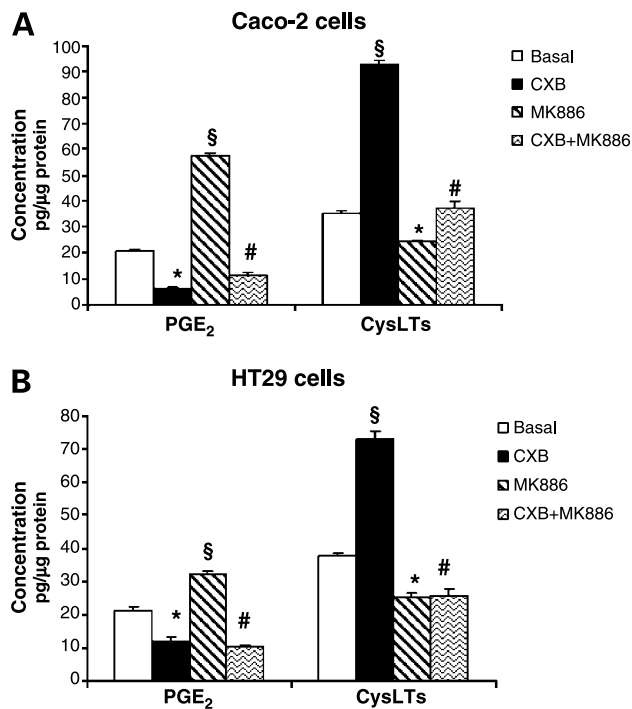 A
Caco-2 cells
100
90
80
70
60
50
40
30
20
10
0
Concentration
pg/μg protein
§
*
§
#
§
*
#
PGE₂
CysLTs
Basal
CXB
MK886
CXB+MK886
B
HT29 cells
80
70
60
50
40
30
20
10
0
Concentration
pg/μg protein
*
§
#
§
*
#
PGE₂
CysLTs
Basal
CXB
MK886
CXB+MK886